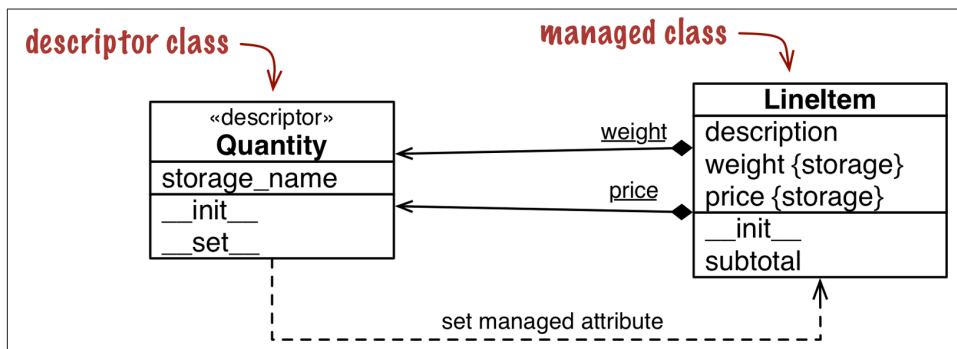 descriptor class
managed class
«descriptor»
Quantity
storage_name
__init__
__set__
weight
price
LineItem
description
weight {storage}
price {storage}
__init__
subtotal
set managed attribute